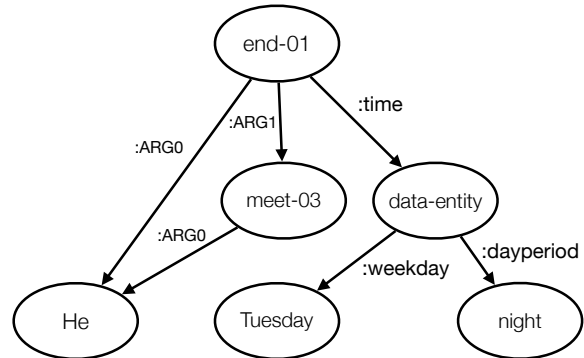 end-01
:time
:ARG1
:ARG0
meet-03
data-entity
:ARG0
:weekday
:dayperiod
He
Tuesday
night